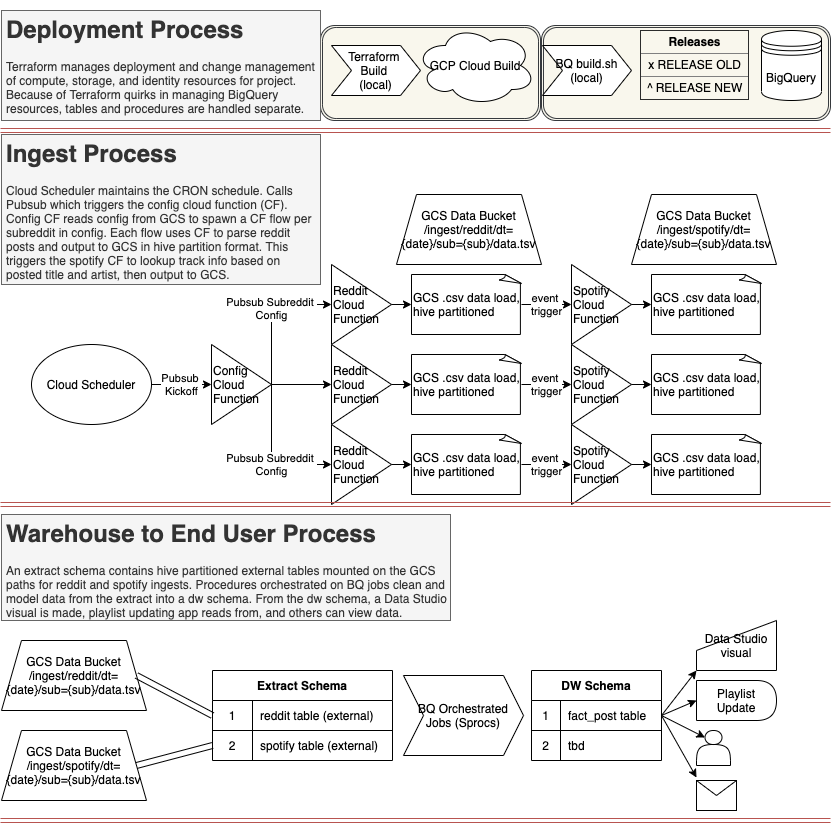 Deployment Process
Terraform manages deployment and change management
of compute, storage, and identity resources for project.
Because of Terraform quirks in managing BigQuery
resources, tables and procedures are handled separate.
Terraform
Build
(local)
GCP Cloud Build
BQ build.sh
(local)
Releases
x RELEASE OLD
^ RELEASE NEW
BigQuery
Ingest Process
Cloud Scheduler maintains the CRON schedule. Calls
Pubsub which triggers the config cloud function (CF).
Config CF reads config from GCS to spawn a CF flow per
subreddit in config. Each flow uses CF to parse reddit
posts and output to GCS in hive partition format. This
triggers the spotify CF to lookup track info based on
posted title and artist, then output to GCS.
GCS Data Bucket
/ingest/reddit/dt=
{date}/sub={sub}/data.tsv
GCS Data Bucket
/ingest/spotify/dt=
{date}/sub={sub}/data.tsv
Pubsub Subreddit
Config
Reddit
Cloud
Function
GCS .csv data load,
hive partitioned
event
trigger
Spotify
Cloud
Function
GCS .csv data load,
hive partitioned
Cloud Scheduler
Pubsub
Kickoff
Config
Cloud
Function
Reddit
Cloud
Function
GCS .csv data load,
hive partitioned
event
trigger
Spotify
Cloud
Function
GCS .csv data load,
hive partitioned
Pubsub Subreddit
Config
Reddit
Cloud
Function
GCS .csv data load,
hive partitioned
event
trigger
Spotify
Cloud
Function
GCS .csv data load,
hive partitioned
Warehouse to End User Process
An extract schema contains hive partitioned external tables mounted on the GCS
paths for reddit and spotify ingests. Procedures orchestrated on BQ jobs clean and
model data from the extract into a dw schema. From the dw schema, a Data Studio
visual is made, playlist updating app reads from, and others can view data.
GCS Data Bucket
/ingest/reddit/dt=
{date}/sub={sub}/data.tsv
GCS Data Bucket
/ingest/spotify/dt=
{date}/sub={sub}/data.tsv
Extract Schema
1 reddit table (external)
2 spotify table (external)
BQ Orchestrated
Jobs (Sprocs)
DW Schema
1 fact_post table
2 tbd
Data Studio
visual
Playlist
Update